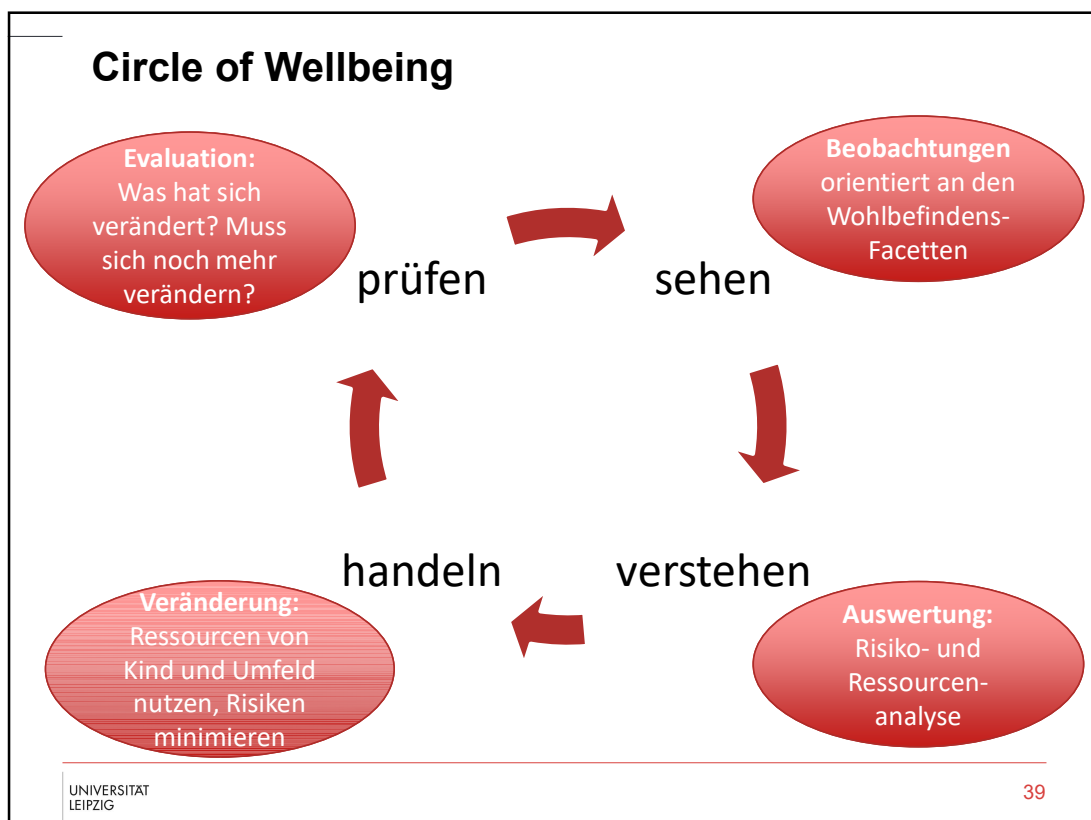 Circle of Wellbeing
Evaluation:
Was hat sich
verändert? Muss
sich noch mehr
verändern?
prüfen
sehen
Beobachtungen
orientiert an den
Wohlbefindens-
Facetten
handeln
verstehen
Veränderung:
Ressourcen von
Kind und Umfeld
nutzen, Risiken
minimieren
Auswertung:
Risiko- und
Ressourcen-
analyse
UNIVERSITÄT
LEIPZIG
39